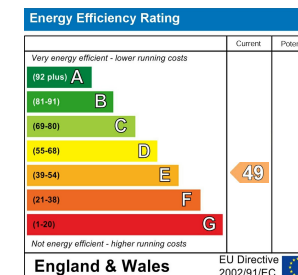 Energy Efficiency Rating
Current
Very energy efficient - lower running costs
(92 plus) A
(81-91) B
(69-80) C
(55-68) D
(39-54) E 49
(21-38) F
(1-20) G
Not energy efficient - higher running costs
England & Wales
EU Directive
2002/91/EC